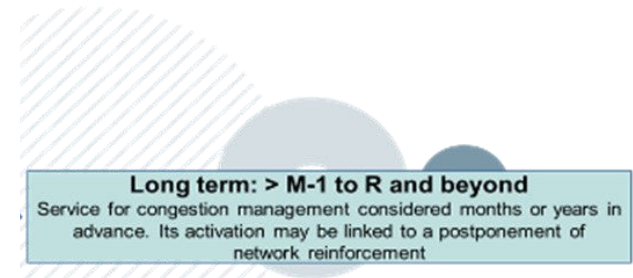 Long term: > M-1 to R and beyond
Service for congestion management considered months or years in
advance. Its activation may be linked to a postponement of
network reinforcement